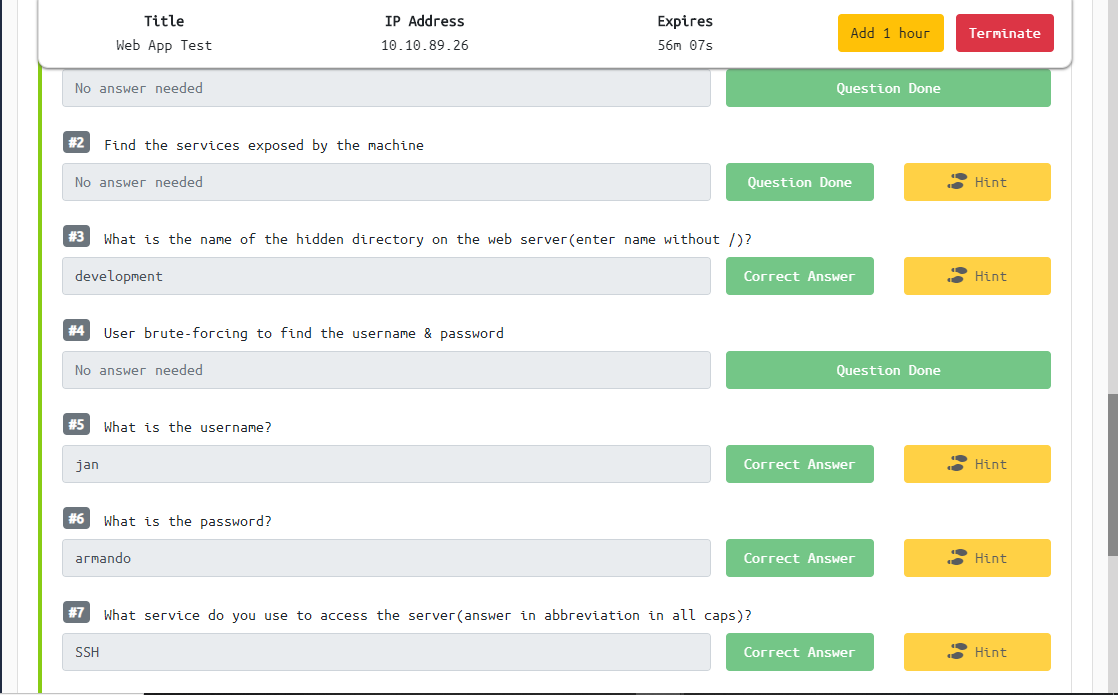 Title IP Address Expires
Web App Test 10.10.89.26 56m 07s Add 1 hour Terminate
No answer needed Question Done
#2 Find the services exposed by the machine
No answer needed Question Done Hint
#3 What is the name of the hidden directory on the web server(enter name without /)?
development Correct Answer Hint
#4 User brute-forcing to find the username & password
No answer needed Question Done
#5 What is the username?
jan Correct Answer Hint
#6 What is the password?
armando Correct Answer Hint
#7 What service do you use to access the server(answer in abbreviation in all caps)?
SSH Correct Answer Hint